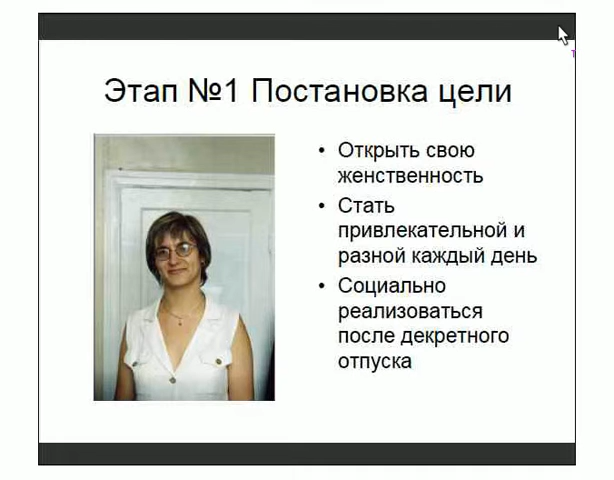 Этап №1 Постановка цели
• Открыть свою
женственность
• Стать
привлекательной и
разной каждый день
• Социально
реализоваться
после декретного
отпуска